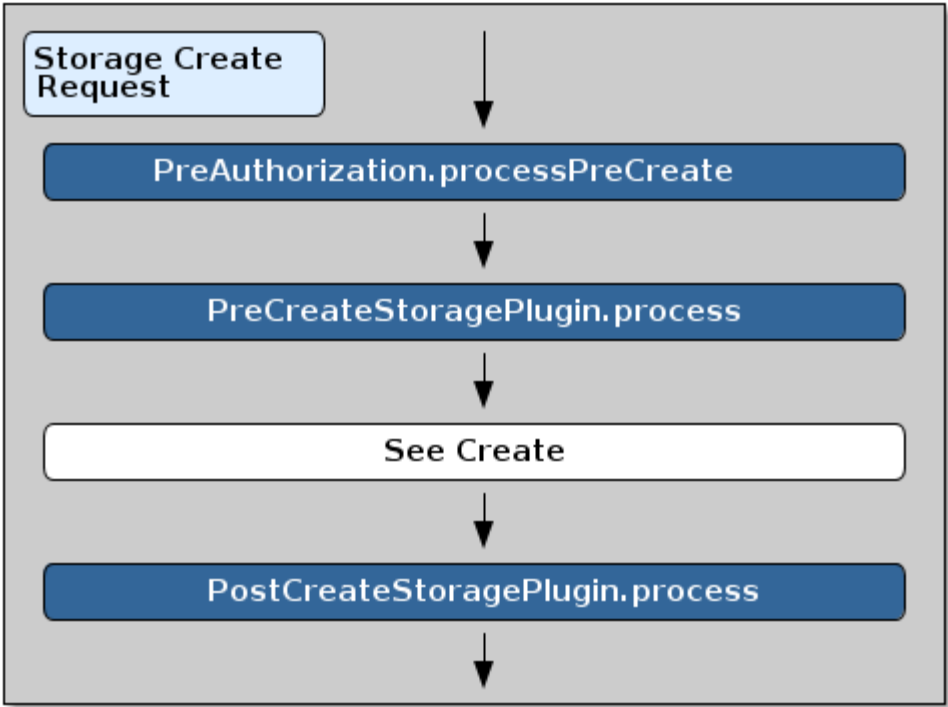 Storage Create
Request
PreAuthorization.processPreCreate
PreCreateStoragePlugin.process
See Create
PostCreateStoragePlugin.process